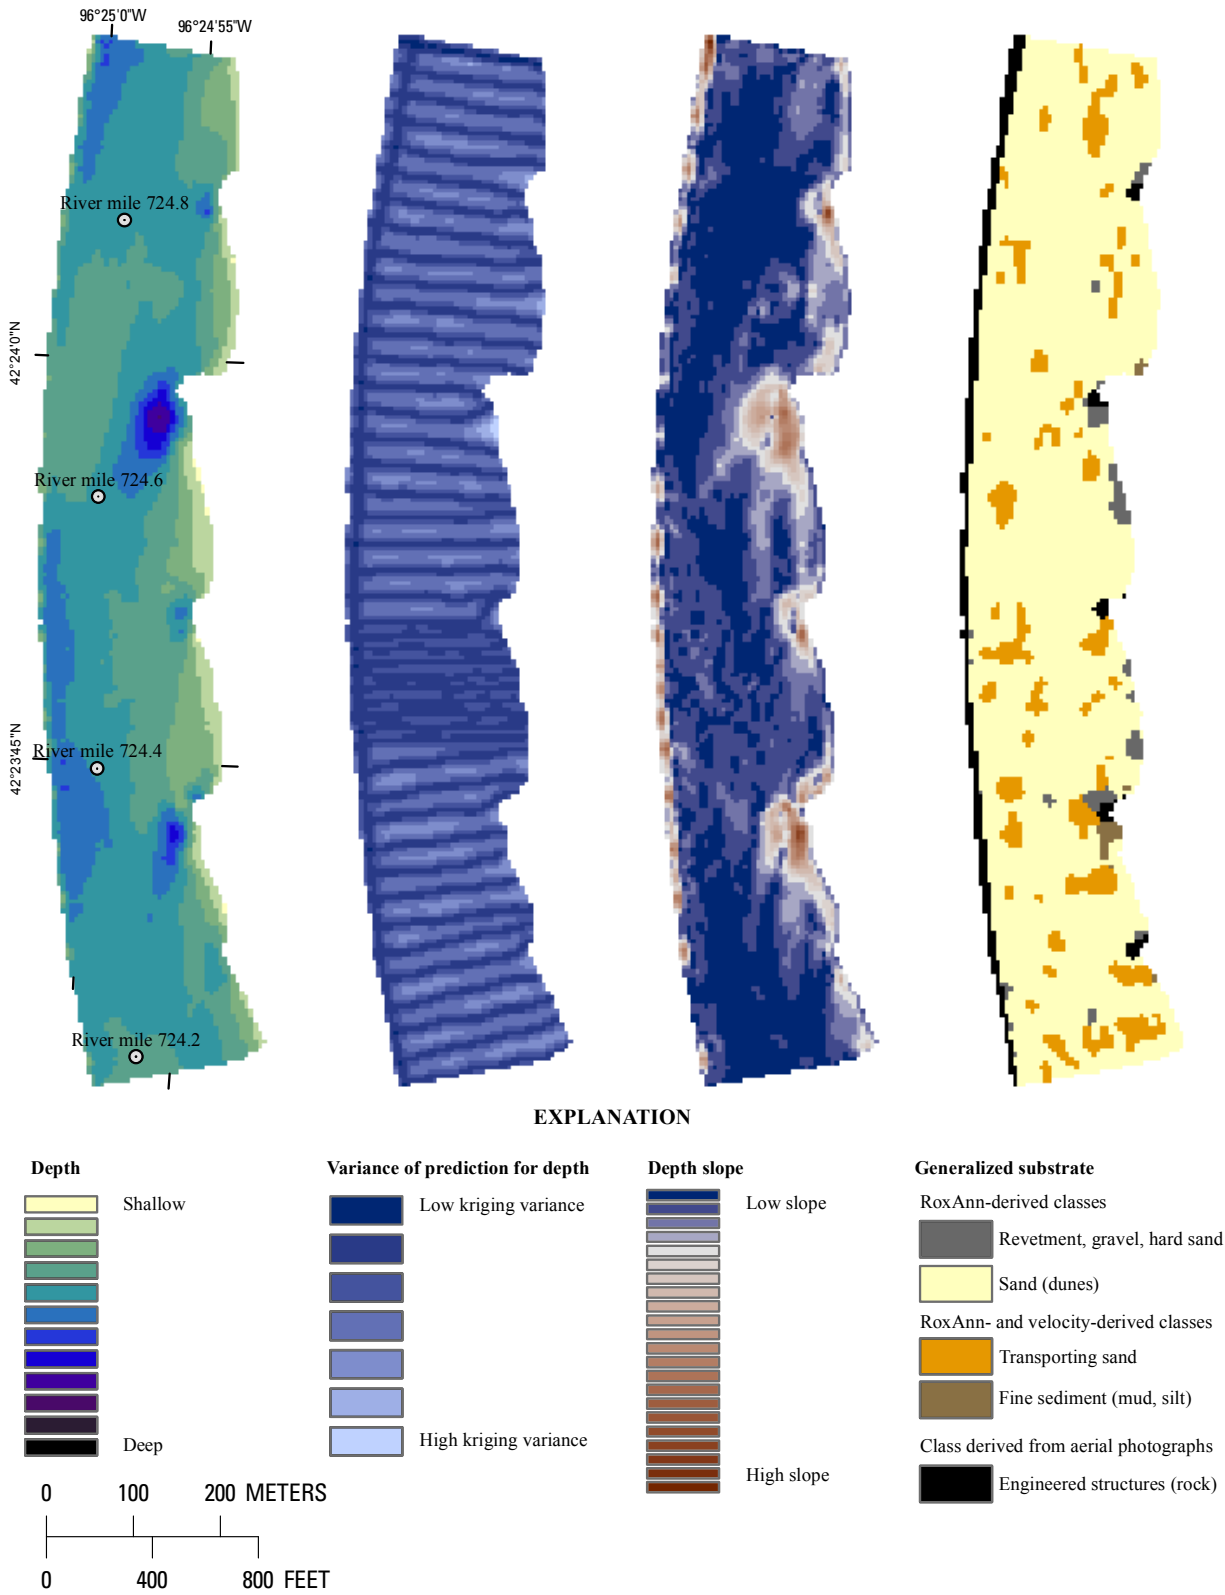 96°25'0"W
96°24'55"W
River mile 724.8
42°24'0"N
River mile 724.6
42°23'45"N
River mile 724.4
River mile 724.2
EXPLANATION
Depth
Shallow
Deep
Variance of prediction for depth
Low kriging variance
High kriging variance
Depth slope
Low slope
High slope
Generalized substrate
RoxAnn-derived classes
Revetment, gravel, hard sand
Sand (dunes)
RoxAnn- and velocity-derived classes
Transporting sand
Fine sediment (mud, silt)
Class derived from aerial photographs
Engineered structures (rock)
0 100 200 METERS
0 400 800 FEET